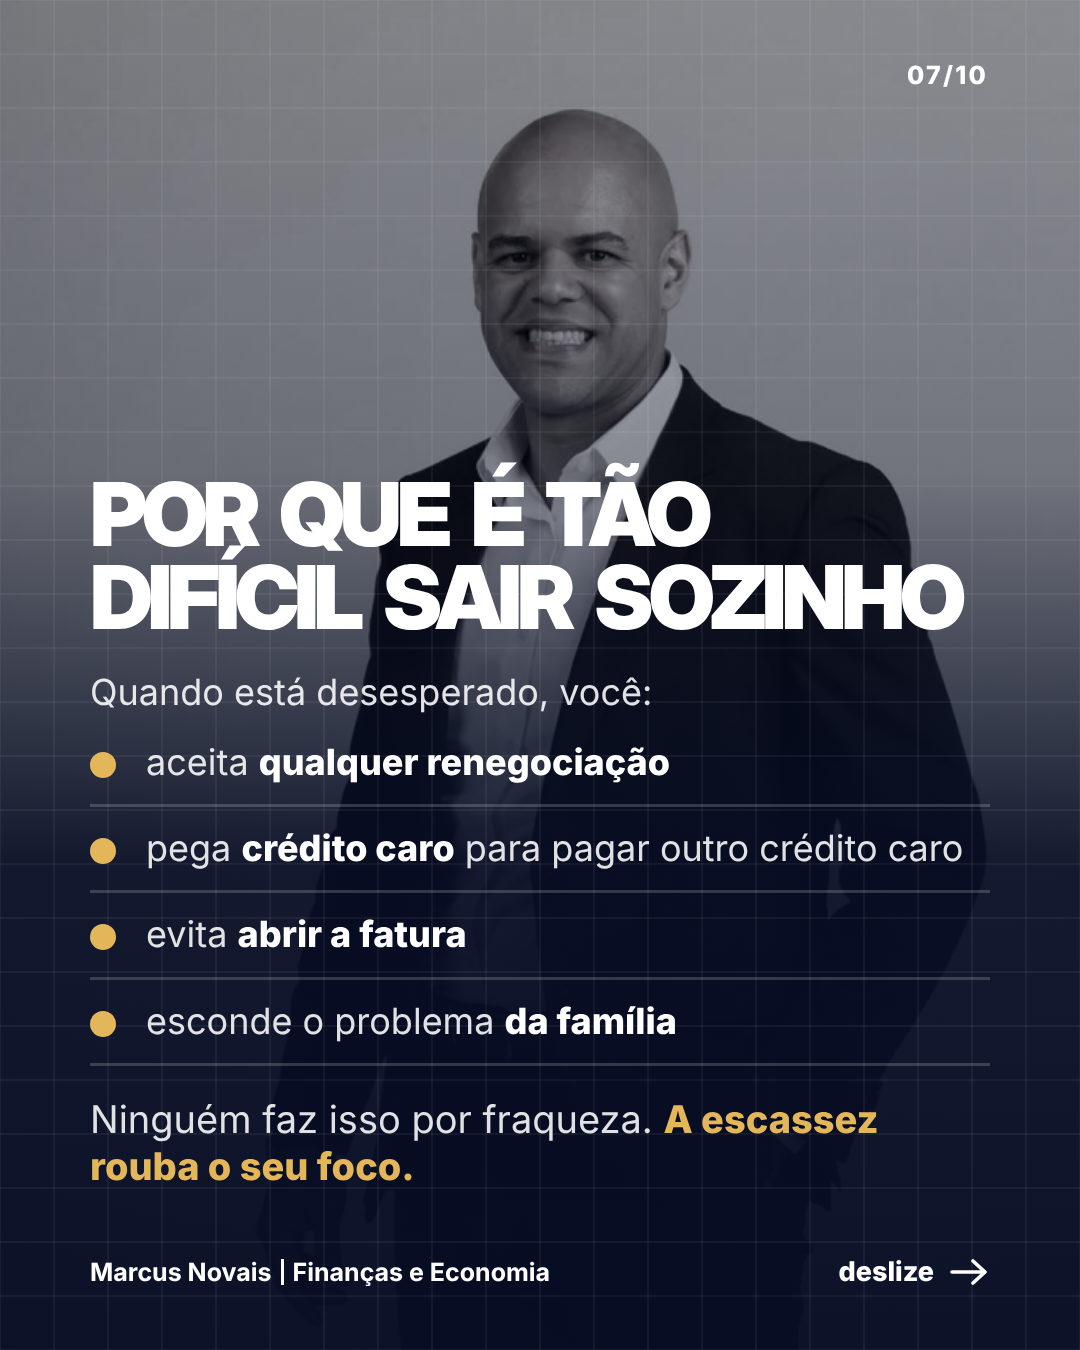 07/10
POR QUE É TÃO
DIFÍCIL SAIR SOZINHO
Quando está desesperado, você:
aceita qualquer renegociação
pega crédito caro para pagar outro crédito caro
evita abrir a fatura
esconde o problema da família
Ninguém faz isso por fraqueza. A escassez
rouba o seu foco.
Marcus Novais | Finanças e Economia
deslize →